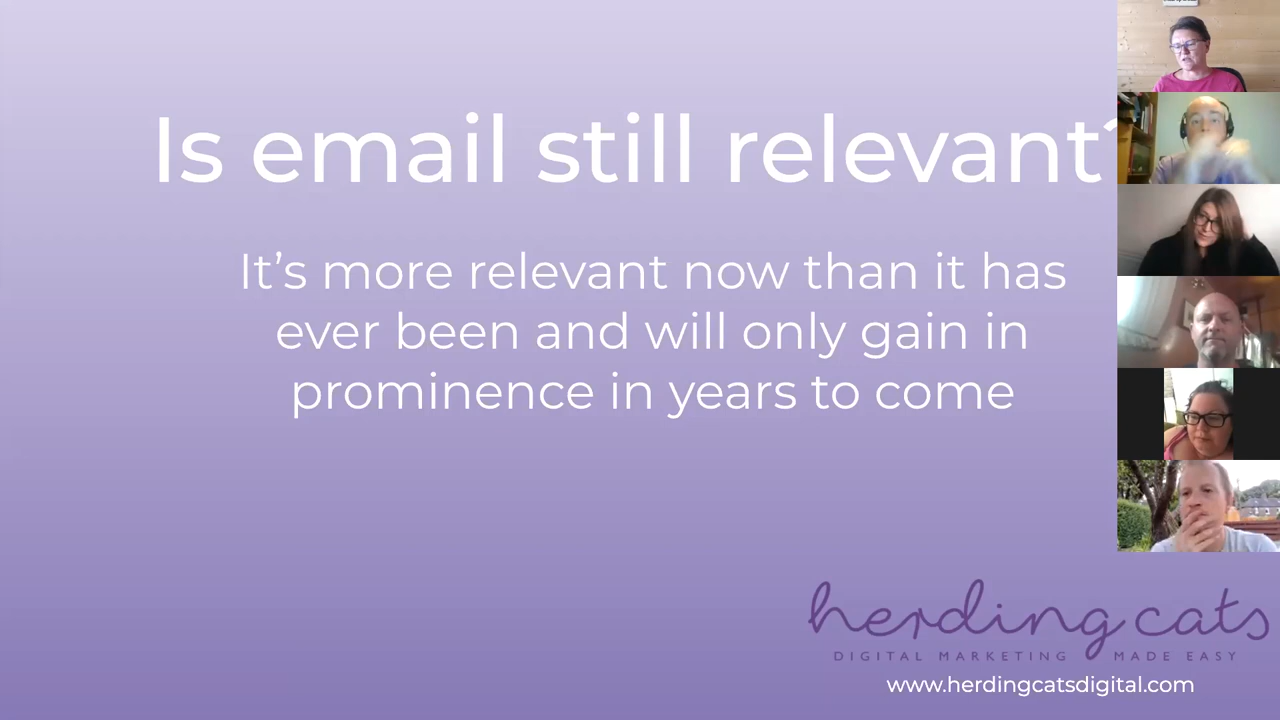 Is email still relevant?
It’s more relevant now than it has
ever been and will only gain in
prominence in years to come
herding cats
DIGITAL MARKETING MADE EASY
www.herdingcatsdigital.com